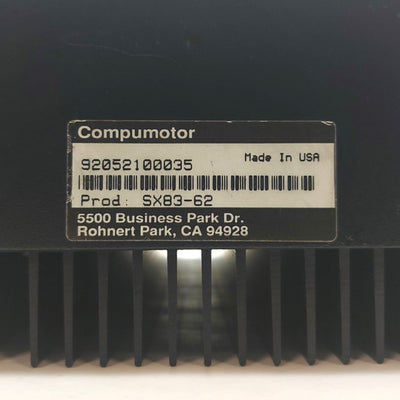 Compumotor
92052100035 Made In USA
Prod: SX83-62
5500 Business Park Dr.
Rohnert Park, CA 94928